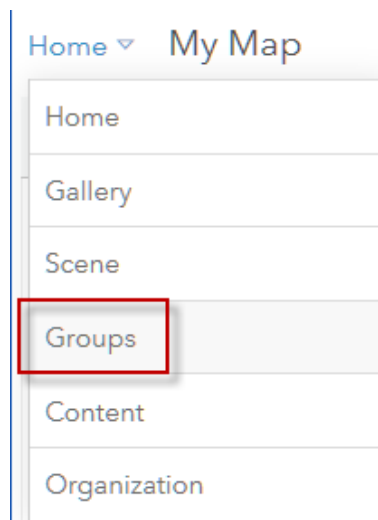 Home My Map
Home
Gallery
Scene
Groups
Content
Organization